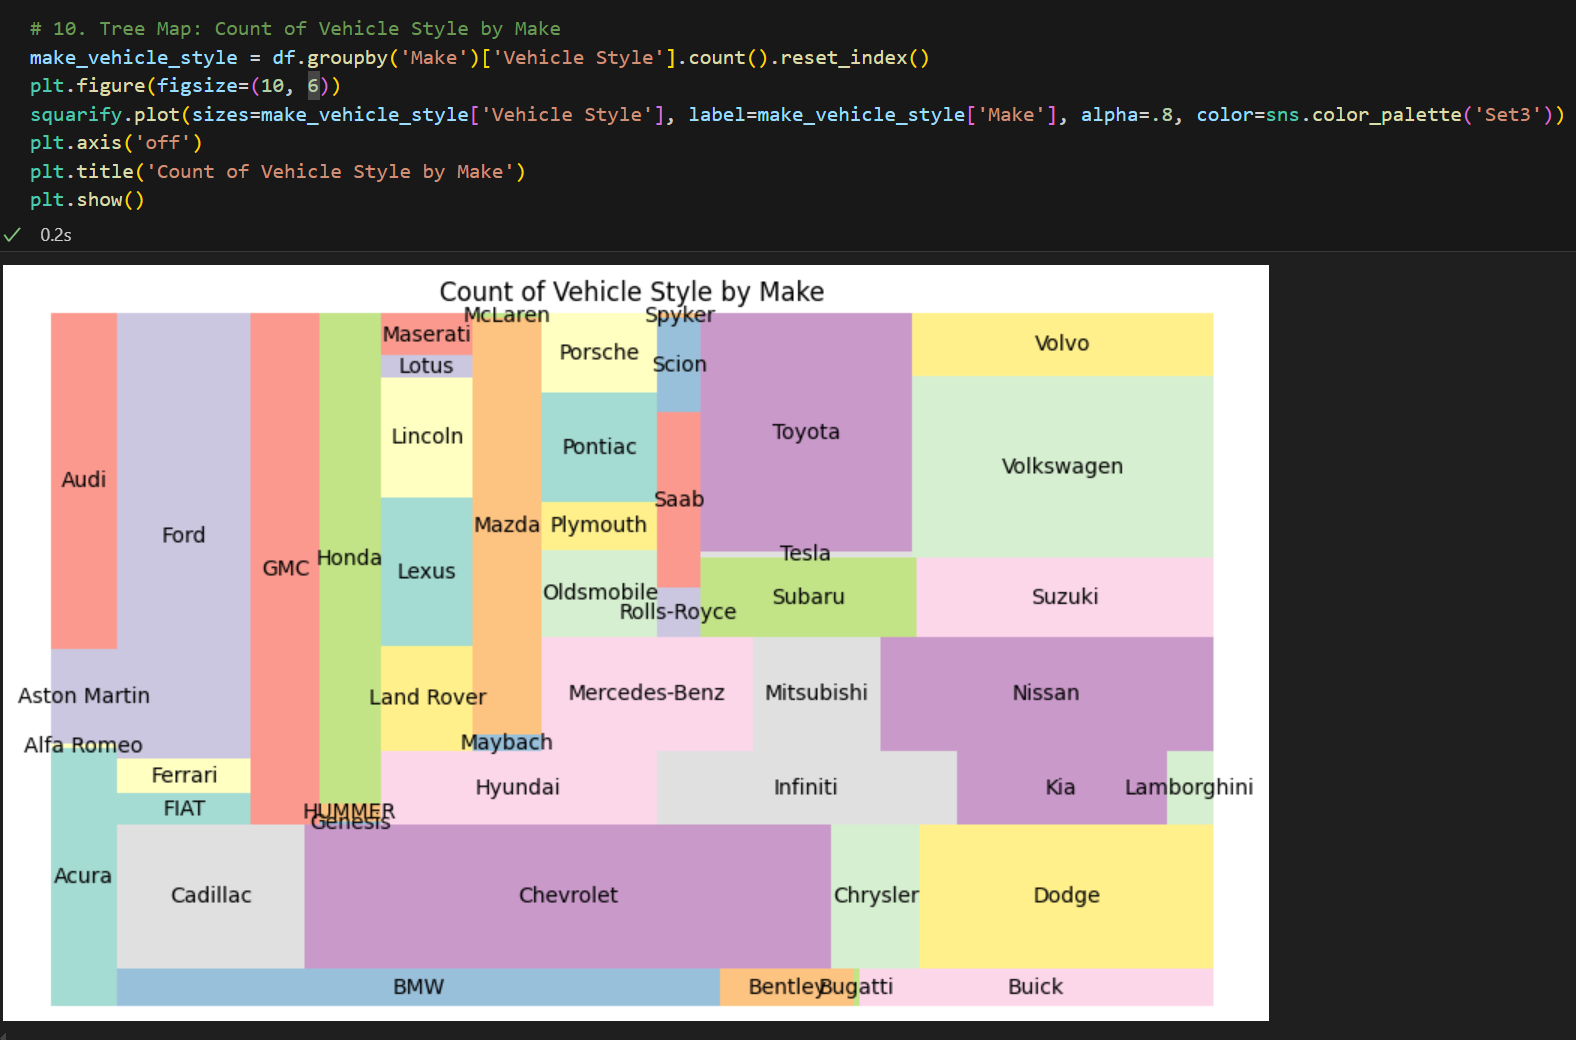 # 10. Tree Map: Count of Vehicle Style by Make
make_vehicle_style = df.groupby('Make')['Vehicle Style'].count().reset_index()
plt.figure(figsize=(10, 6))
squarify.plot(sizes=make_vehicle_style['Vehicle Style'], label=make_vehicle_style['Make'], alpha=.8, color=sns.color_palette('Set3'))
plt.axis('off')
plt.title('Count of Vehicle Style by Make')
plt.show()
0.2s
Count of Vehicle Style by Make
McLaren
Spyker
Maserati
Volvo
Porsche
Scion
Lotus
Toyota
Lincoln
Pontiac
Volkswagen
Audi
Saab
Mazda
Plymouth
Ford
Tesla
Honda
GMC
Lexus
Oldsmobile
Subaru
Suzuki
Rolls-Royce
Mercedes-Benz
Mitsubishi
Nissan
Aston Martin
Land Rover
Maybach
Alfa Romeo
Ferrari
Hyundai
Infiniti
Kia
Lamborghini
FIAT
HUMMER
Genesis
Acura
Cadillac
Chevrolet
Chrysler
Dodge
BMW
Bentley
Bugatti
Buick